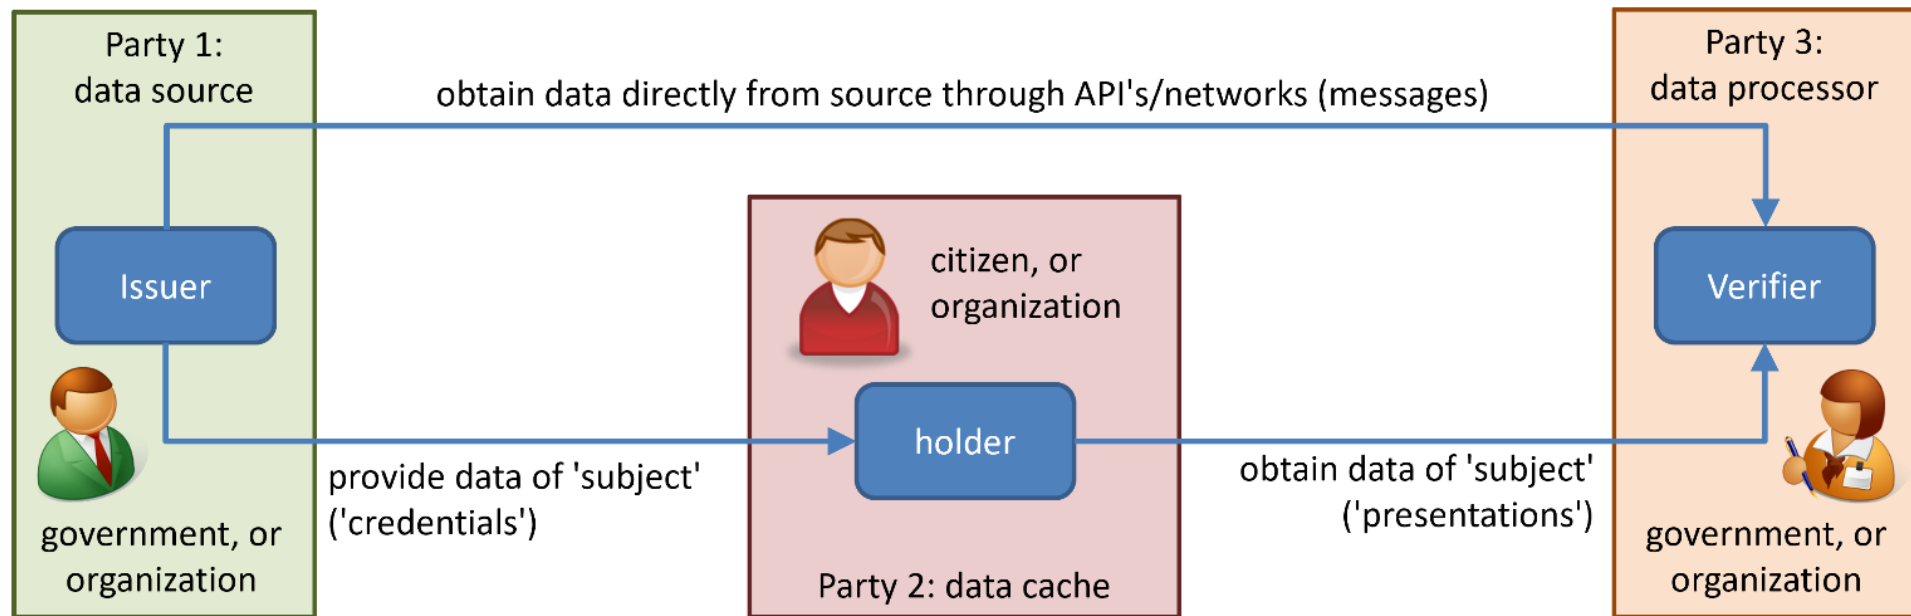 Party 1:
data source
obtain data directly from source through API's/networks (messages)
Party 3:
data processor
Issuer
citizen, or
organization
Verifier
holder
provide data of 'subject'
('credentials')
obtain data of 'subject'
('presentations')
government, or
organization
Party 2: data cache
government, or
organization